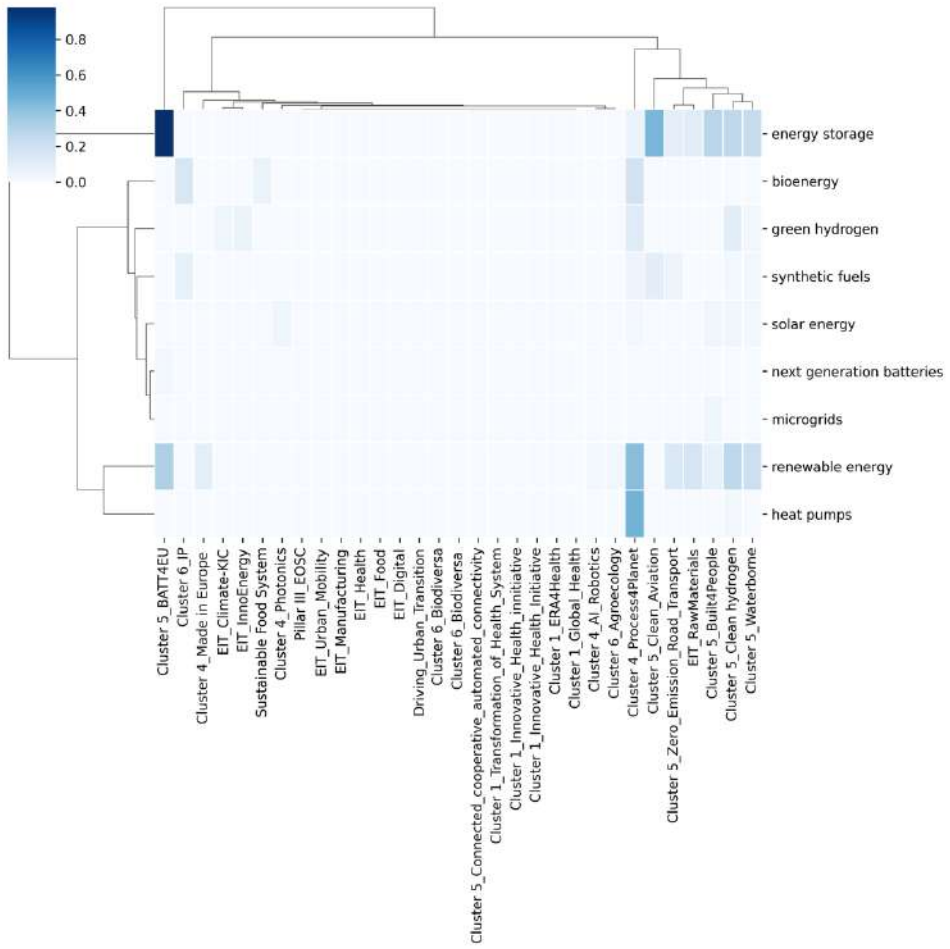 0.8
0.6
0.4
0.2
0.0
energy storage
bioenergy
green hydrogen
synthetic fuels
solar energy
next generation batteries
microgrids
renewable energy
heat pumps
Cluster 5_BATT4EU
Cluster 6_IP
Cluster 4_Made in Europe
EIT_Climate-KIC
EIT_InnoEnergy
Sustainable Food System
Cluster 4_Photonics
Pillar III_EOSC
EIT_Urban_Mobility
EIT_Manufacturing
EIT_Health
EIT_Food
EIT_Digital
Driving_Urban_Transition
Cluster 6_Biodiversa
Cluster 6_Biodiversa
Cluster 5_Connected_cooperative_automated_connectivity
Cluster 1_Transformation_of_Health_System
Cluster 1_Innovative_Health_innitiative
Cluster 1_Innovative_Health_Initiative
Cluster 1_ERA4Health
Cluster 1_Global_Health
Cluster 4_AI_Robotics
Cluster 6_Agroecology
Cluster 4_Process4Planet
Cluster 5_Clean_Aviation
Cluster 5_Zero_Emission_Road_Transport
EIT_RawMaterials
Cluster 5_Built4People
Cluster 5_Clean hydrogen
Cluster 5_Waterborne